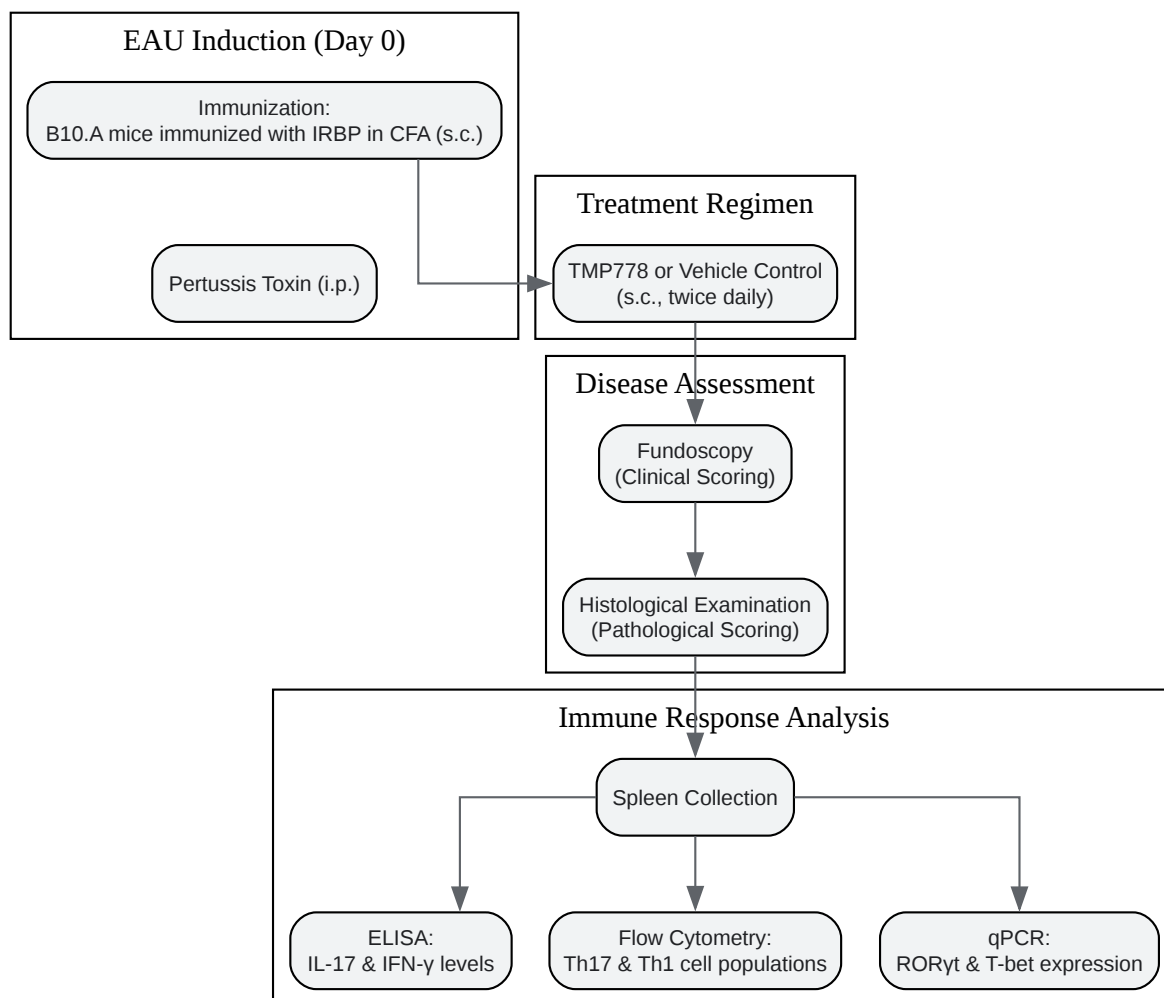 EAU Induction (Day 0)
Immunization:
B10.A mice immunized with IRBP in CFA (s.c.)
Pertussis Toxin (i.p.)
Treatment Regimen
TMP778 or Vehicle Control
(s.c., twice daily)
Disease Assessment
Fundoscopy
(Clinical Scoring)
Histological Examination
(Pathological Scoring)
Immune Response Analysis
Spleen Collection
ELISA:
IL-17 & IFN-γ levels
Flow Cytometry:
Th17 & Th1 cell populations
qPCR:
RORγt & T-bet expression